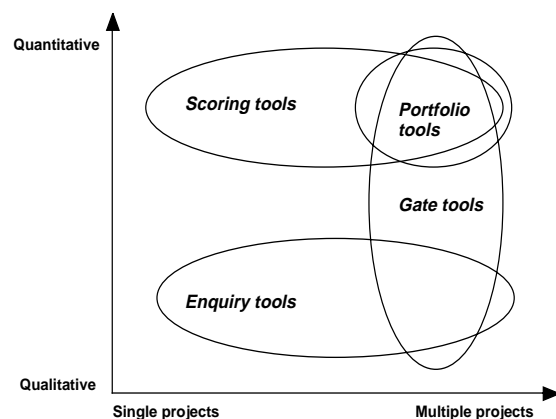 Quantitative
Scoring tools
Portfolio
tools
Gate tools
Enquiry tools
Qualitative
Single projects
Multiple projects